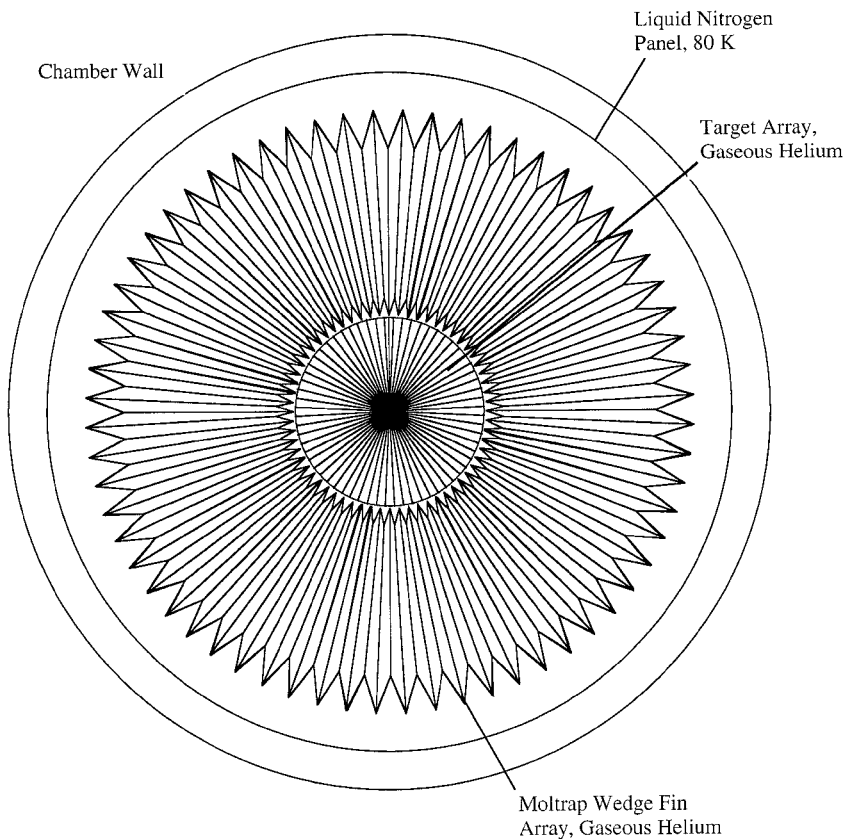 Liquid Nitrogen
Panel, 80 K
Chamber Wall
Target Array,
Gaseous Helium
Moltrap Wedge Fin
Array, Gaseous Helium